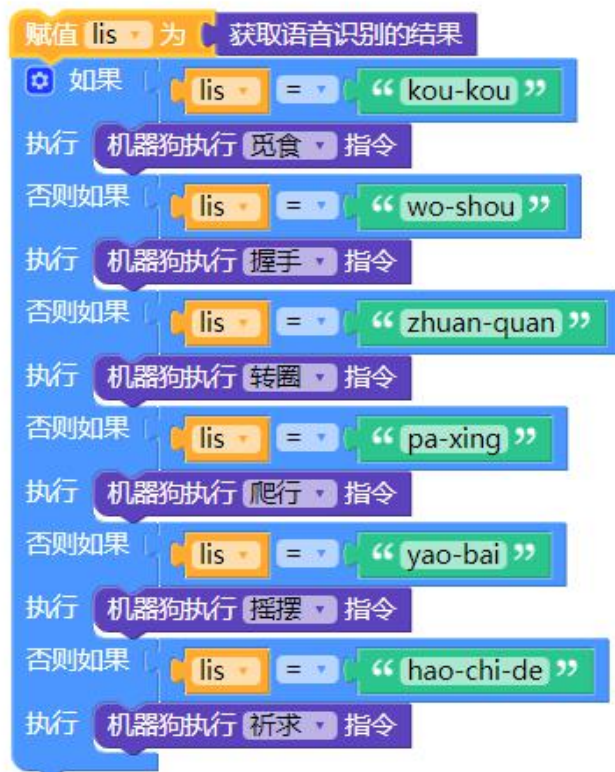 赋值 lis 为 获取语音识别的结果
如果 lis = “ kou-kou ”
执行 机器狗执行 觅食 指令
否则如果 lis = “ wo-shou ”
执行 机器狗执行 握手 指令
否则如果 lis = “ zhuan-quan ”
执行 机器狗执行 转圈 指令
否则如果 lis = “ pa-xing ”
执行 机器狗执行 爬行 指令
否则如果 lis = “ yao-bai ”
执行 机器狗执行 摇摆 指令
否则如果 lis = “ hao-chi-de ”
执行 机器狗执行 祈求 指令